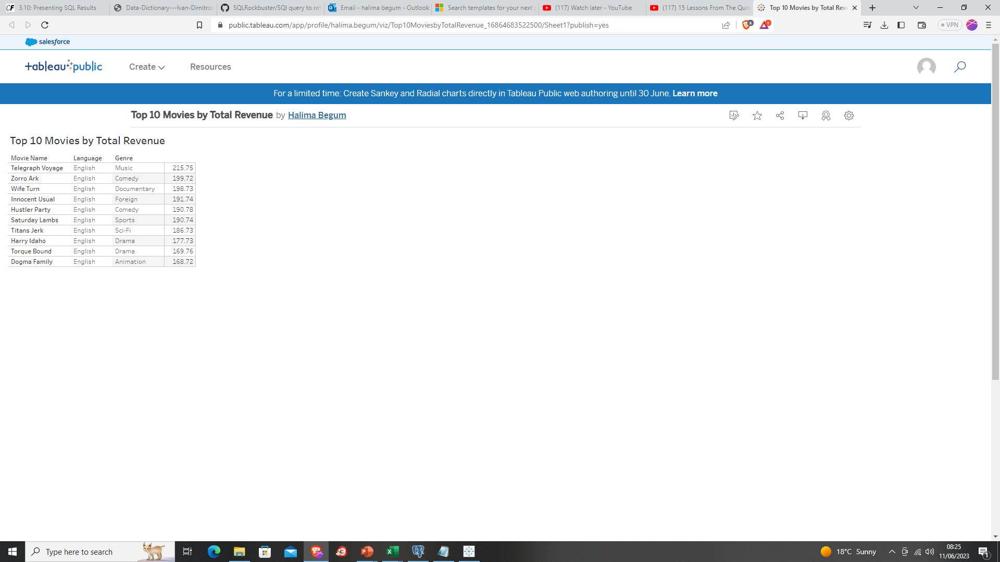 3.10: Presenting SQL Results
Data-Dictionary---Ivan-Dimitrov
SQLRockbuster/SQl query to ret
Email - halima begum - Outlook
Search templates for your next p
(117) Watch later - YouTube
(117) 15 Lessons From The Qura
Top 10 Movies by Total Reve
public.tableau.com/app/profile/halima.begum/viz/Top10MoviesbyTotalRevenue_16864683522500/Sheet1?publish=yes
8
1
VPN
salesforce
tableau public
Create
Resources
For a limited time: Create Sankey and Radial charts directly in Tableau Public web authoring until 30 June. Learn more
Top 10 Movies by Total Revenue by Halima Begum
Top 10 Movies by Total Revenue
Movie Name Language Genre
Telegraph Voyage English Music 215.75
Zorro Ark English Comedy 199.72
Wife Turn English Documentary 198.73
Innocent Usual English Foreign 191.74
Hustler Party English Comedy 190.78
Saturday Lambs English Sports 190.74
Titans Jerk English Sci-Fi 186.73
Harry Idaho English Drama 177.73
Torque Bound English Drama 169.76
Dogma Family English Animation 168.72
Type here to search
18°C Sunny
08:25
11/06/2023
1